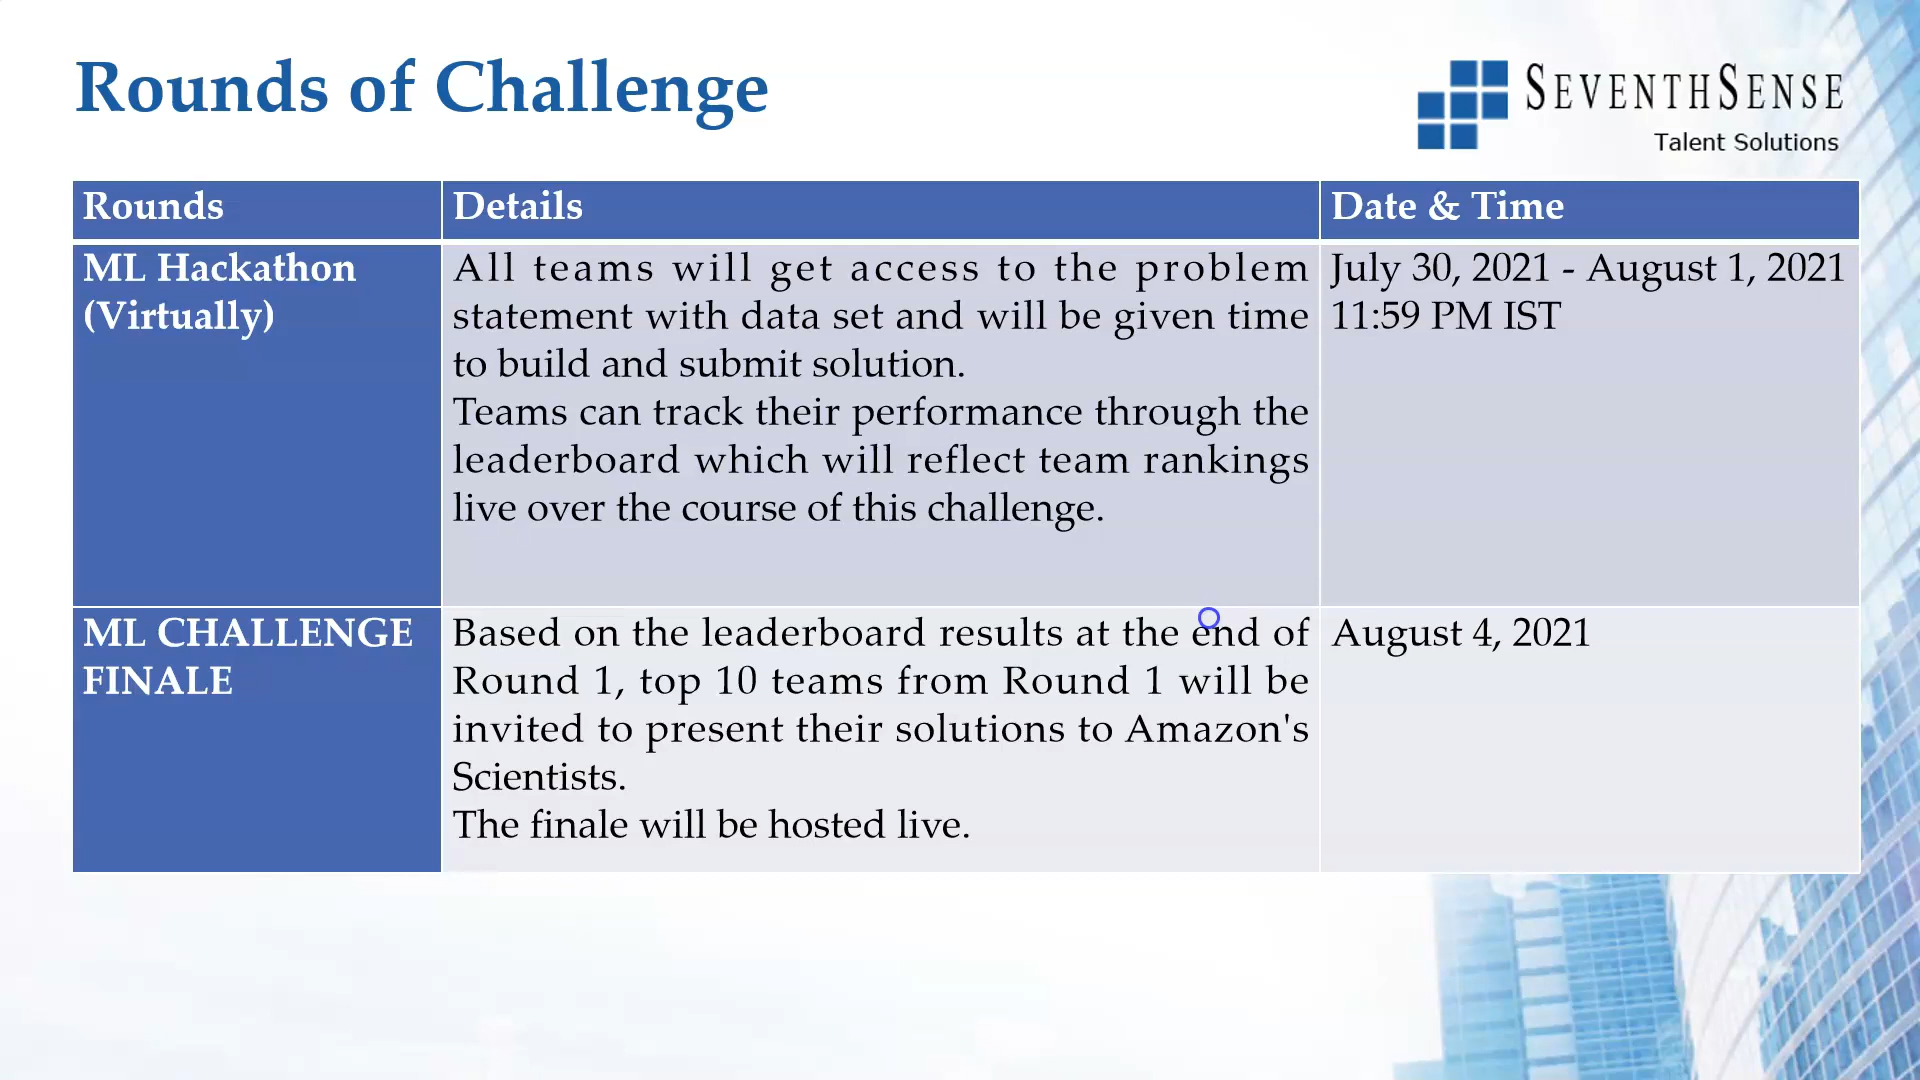 Rounds of Challenge
SEVENTHSENSE
Talent Solutions
Rounds
Details
Date & Time
ML Hackathon
(Virtually)
All teams will get access to the problem
statement with data set and will be given time
to build and submit solution.
Teams can track their performance through the
leaderboard which will reflect team rankings
live over the course of this challenge.
July 30, 2021 - August 1, 2021
11:59 PM IST
ML CHALLENGE
FINALE
Based on the leaderboard results at the end of
Round 1, top 10 teams from Round 1 will be
invited to present their solutions to Amazon's
Scientists.
The finale will be hosted live.
August 4, 2021